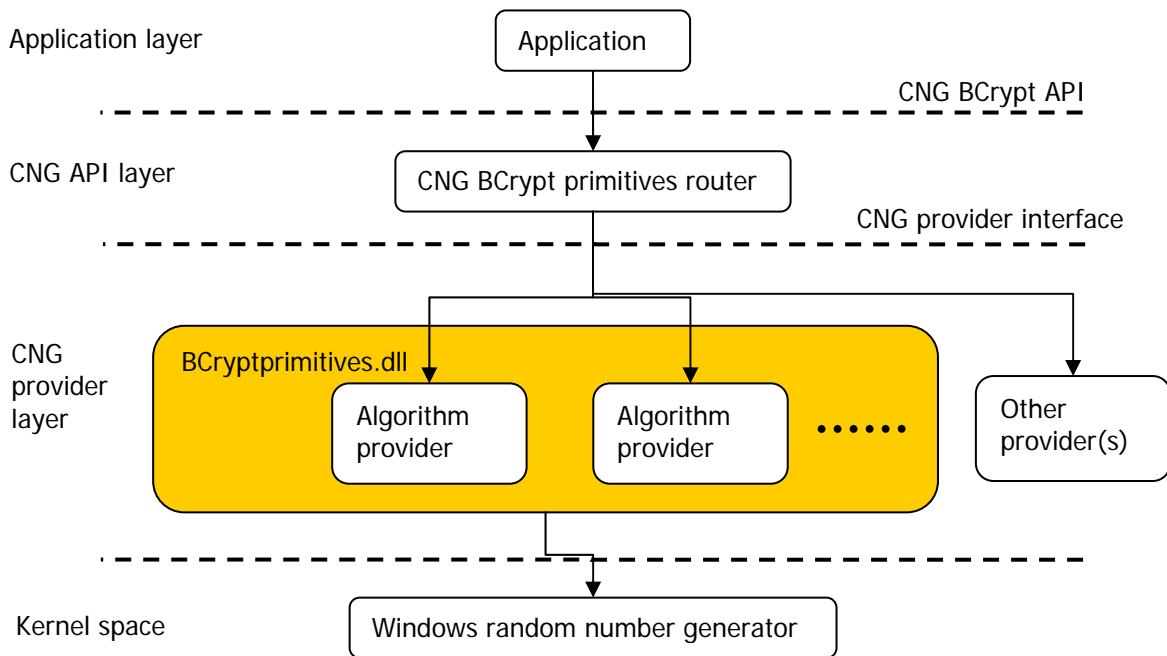 Application layer
Application
CNG BCrypt API
CNG API layer
CNG BCrypt primitives router
CNG provider interface
CNG
provider
layer
BCryptprimitives.dll
Algorithm
provider
Algorithm
provider
......
Other
provider(s)
Kernel space
Windows random number generator